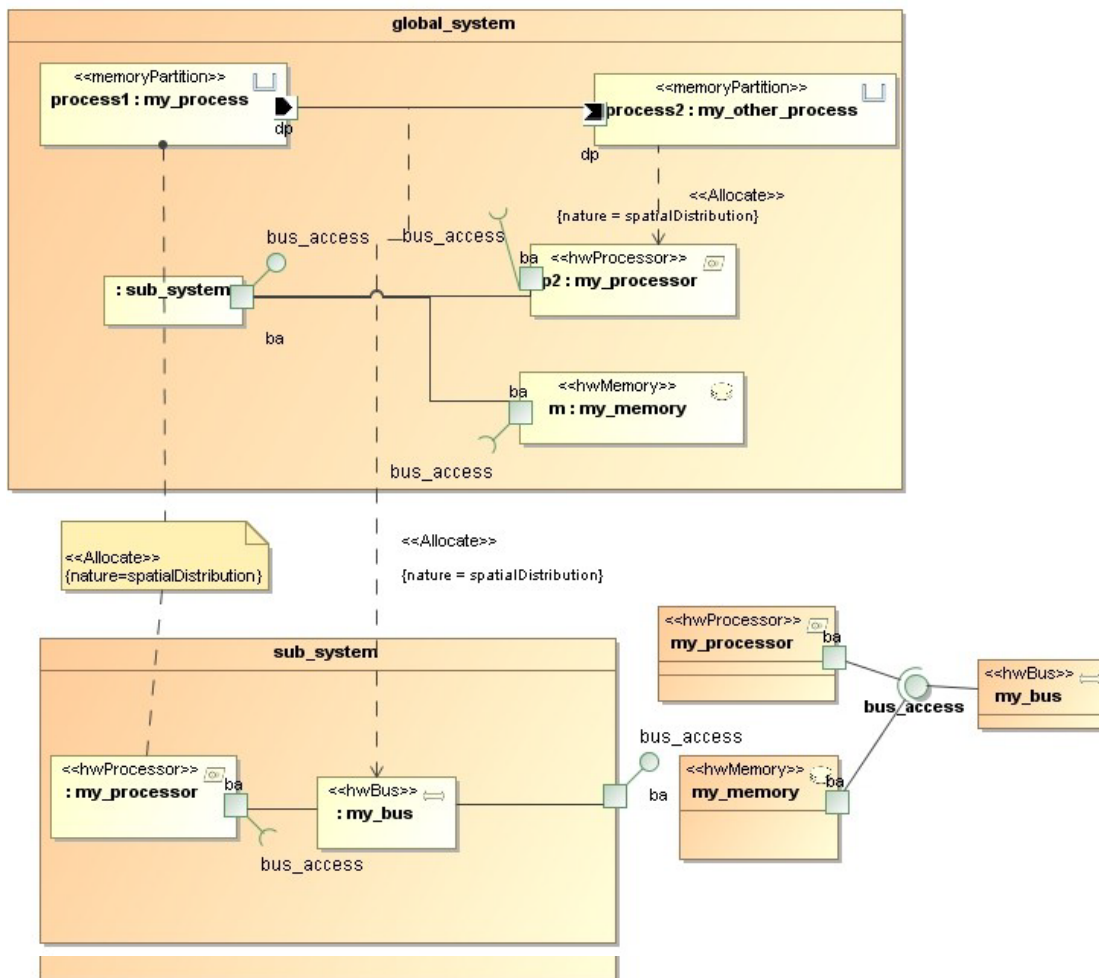 global_system
<<memoryPartition>>
process1 : my_process
dp
<<memoryPartition>>
process2 : my_other_process
dp
<<Allocate>>
{nature = spatialDistribution}
bus_access
bus_access
: sub_system
ba
ba
<<hwProcessor>>
p2 : my_processor
ba
<<hwMemory>>
m : my_memory
bus_access
<<Allocate>>
{nature=spatialDistribution}
<<Allocate>>
{nature = spatialDistribution}
sub_system
<<hwProcessor>>
: my_processor
ba
bus_access
<<hwBus>>
: my_bus
bus_access
ba
<<hwProcessor>>
my_processor
ba
bus_access
<<hwBus>>
my_bus
<<hwMemory>>
my_memory
ba